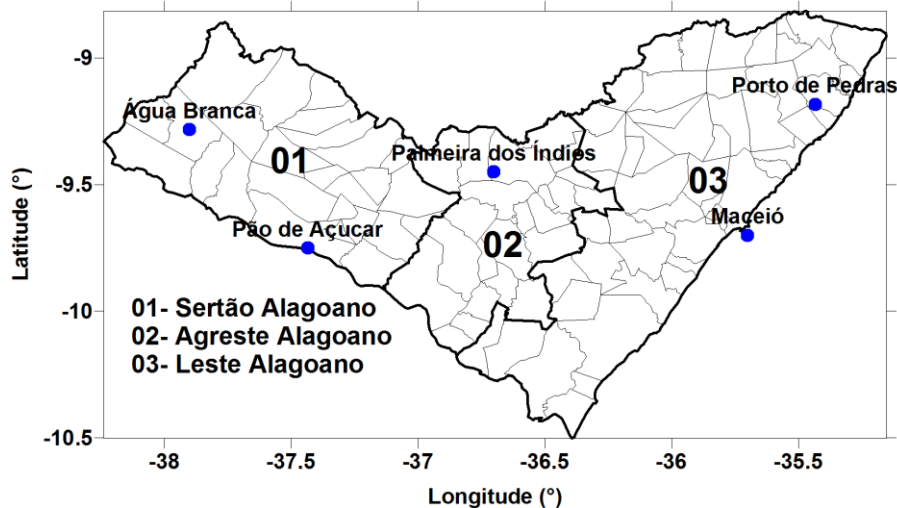 -9
Porto de Pedras
Água Branca
Palmeira dos Índios
01
03
-9.5
Latitude (°)
Maceió
Pão de Açucar
02
01- Sertão Alagoano
-10
02- Agreste Alagoano
03- Leste Alagoano
-10.5
-38
-37.5
-37
-36.5
-36
-35.5
Longitude (°)